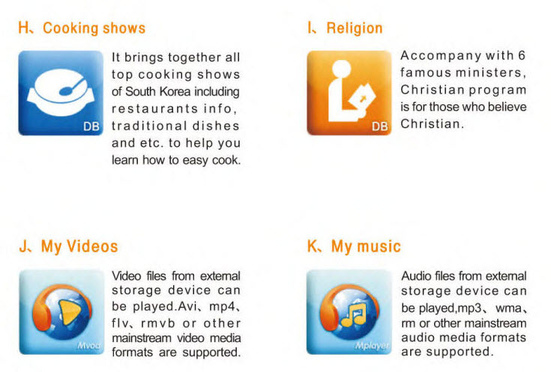 H、Cooking shows
It brings together all
top cooking shows
of South Korea including
restaurants info,
traditional dishes
and etc. to help you
learn how to easy cook.
DB
I、Religion
Accompany with 6
famous ministers,
Christian program
is for those who believe
Christian.
DB
J、My Videos
Video files from external
storage device can
be played.Avi、mp4、
flv、rmvb or other
mainstream video media
formats are supported.
Mvod
K、My music
Audio files from external
storage device can
be played,mp3、wma、
rm or other mainstream
audio media formats
are supported.
Mplayer